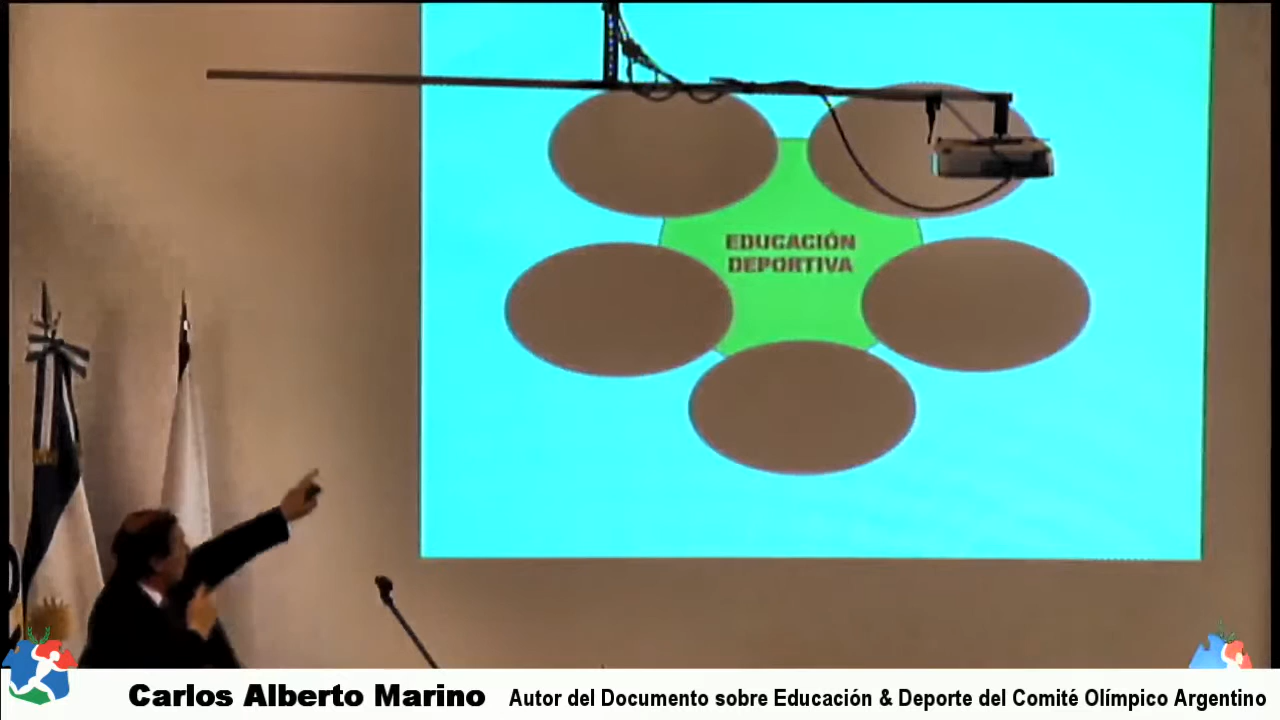 EDUCACIÓN
DEPORTIVA
Carlos Alberto Marino Autor del Documento sobre Educación & Deporte del Comité Olímpico Argentino